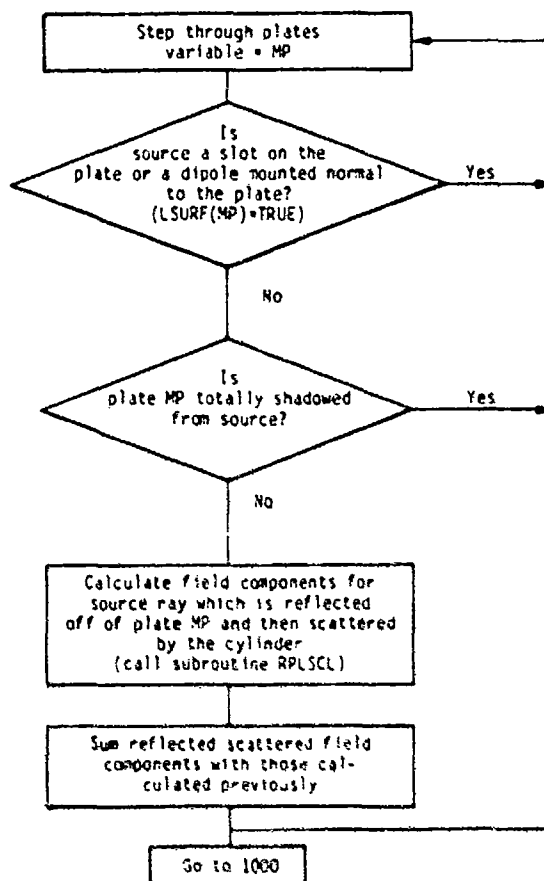 Step through plates
variable = MP
Is
source a slot on the
plate or a dipole mounted normal
to the plate?
(LSURF(MP)=TRUE)
Yes
No
Is
plate MP totally shadowed
from source?
Yes
No
Calculate field components for
source ray which is reflected
off of plate MP and then scattered
by the cylinder
(call subroutine RPLSCL)
Sum reflected scattered field
components with those cal-
culated previously
Go to 1000